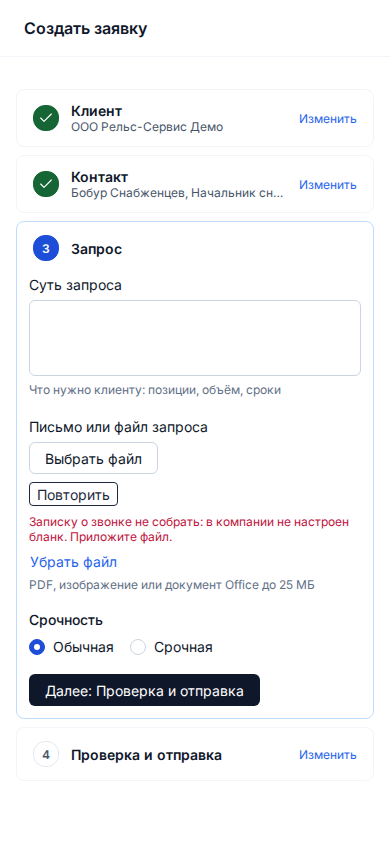 Создать заявку
Клиент
ООО Рельс-Сервис Демо
Изменить
Контакт
Бобур Снабженцев, Начальник сн...
Изменить
3
Запрос
Суть запроса
Что нужно клиенту: позиции, объём, сроки
Письмо или файл запроса
Выбрать файл
Повторить
Записку о звонке не собрать: в компании не настроен
бланк. Приложите файл.
Убрать файл
PDF, изображение или документ Office до 25 МБ
Срочность
Обычная
Срочная
Далее: Проверка и отправка
4
Проверка и отправка
Изменить